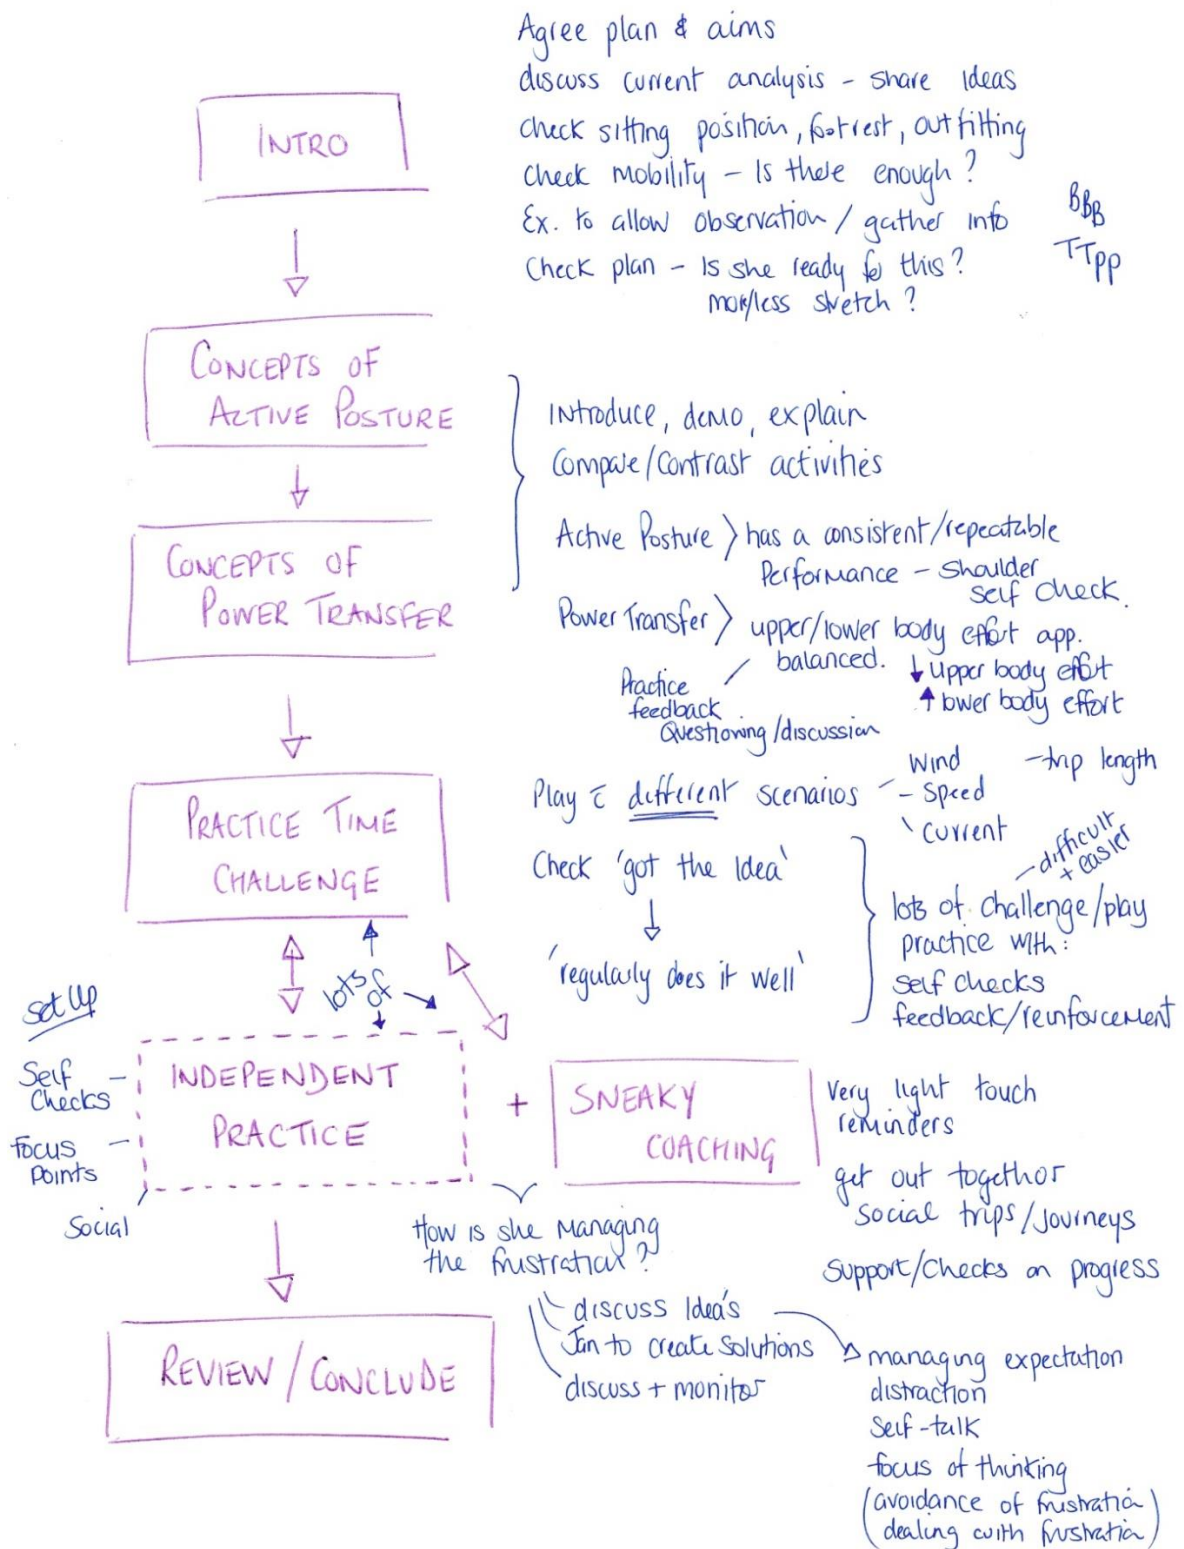 Agree plan & aims
discuss current analysis - share Ideas
check sitting position, footrest, outfitting
check mobility - Is there enough?
Ex. to allow observation / gather info
Check plan - Is she ready for this?
more/less stretch?
BBB
TTPP
INTRO
CONCEPTS OF
ACTIVE POSTURE
CONCEPTS OF
POWER TRANSFER
Introduce, demo, explain
Compare/Contrast activities
Active Posture > has a consistent/repeatable
Performance - Shoulder
self check.
Power Transfer > upper/lower body effort app.
balanced.
↓ Upper body effort
↑ lower body effort
Practice
feedback
Questioning/discussion
PRACTICE TIME
CHALLENGE
Play c̄ different scenarios
Wind
- Speed
Current
- trip length
Check 'got the Idea'
↓
'regularly does it well'
- difficult
+ easier
lots of challenge/play
practice with:
self checks
feedback/reinforcement
lots
of
Set Up
Self -
Checks
focus -
Points
Social
INDEPENDENT
PRACTICE
+
SNEAKY
COACHING
Very light touch
reminders
get out together
social trips/Journeys
Support/Checks on progress
How is she Managing
the frustration?
discuss Idea's
Jan to create solutions
discuss + monitor
managing expectation
distraction
Self-talk
focus of thinking
(avoidance of frustration)
(dealing with frustration)
REVIEW / CONCLUDE